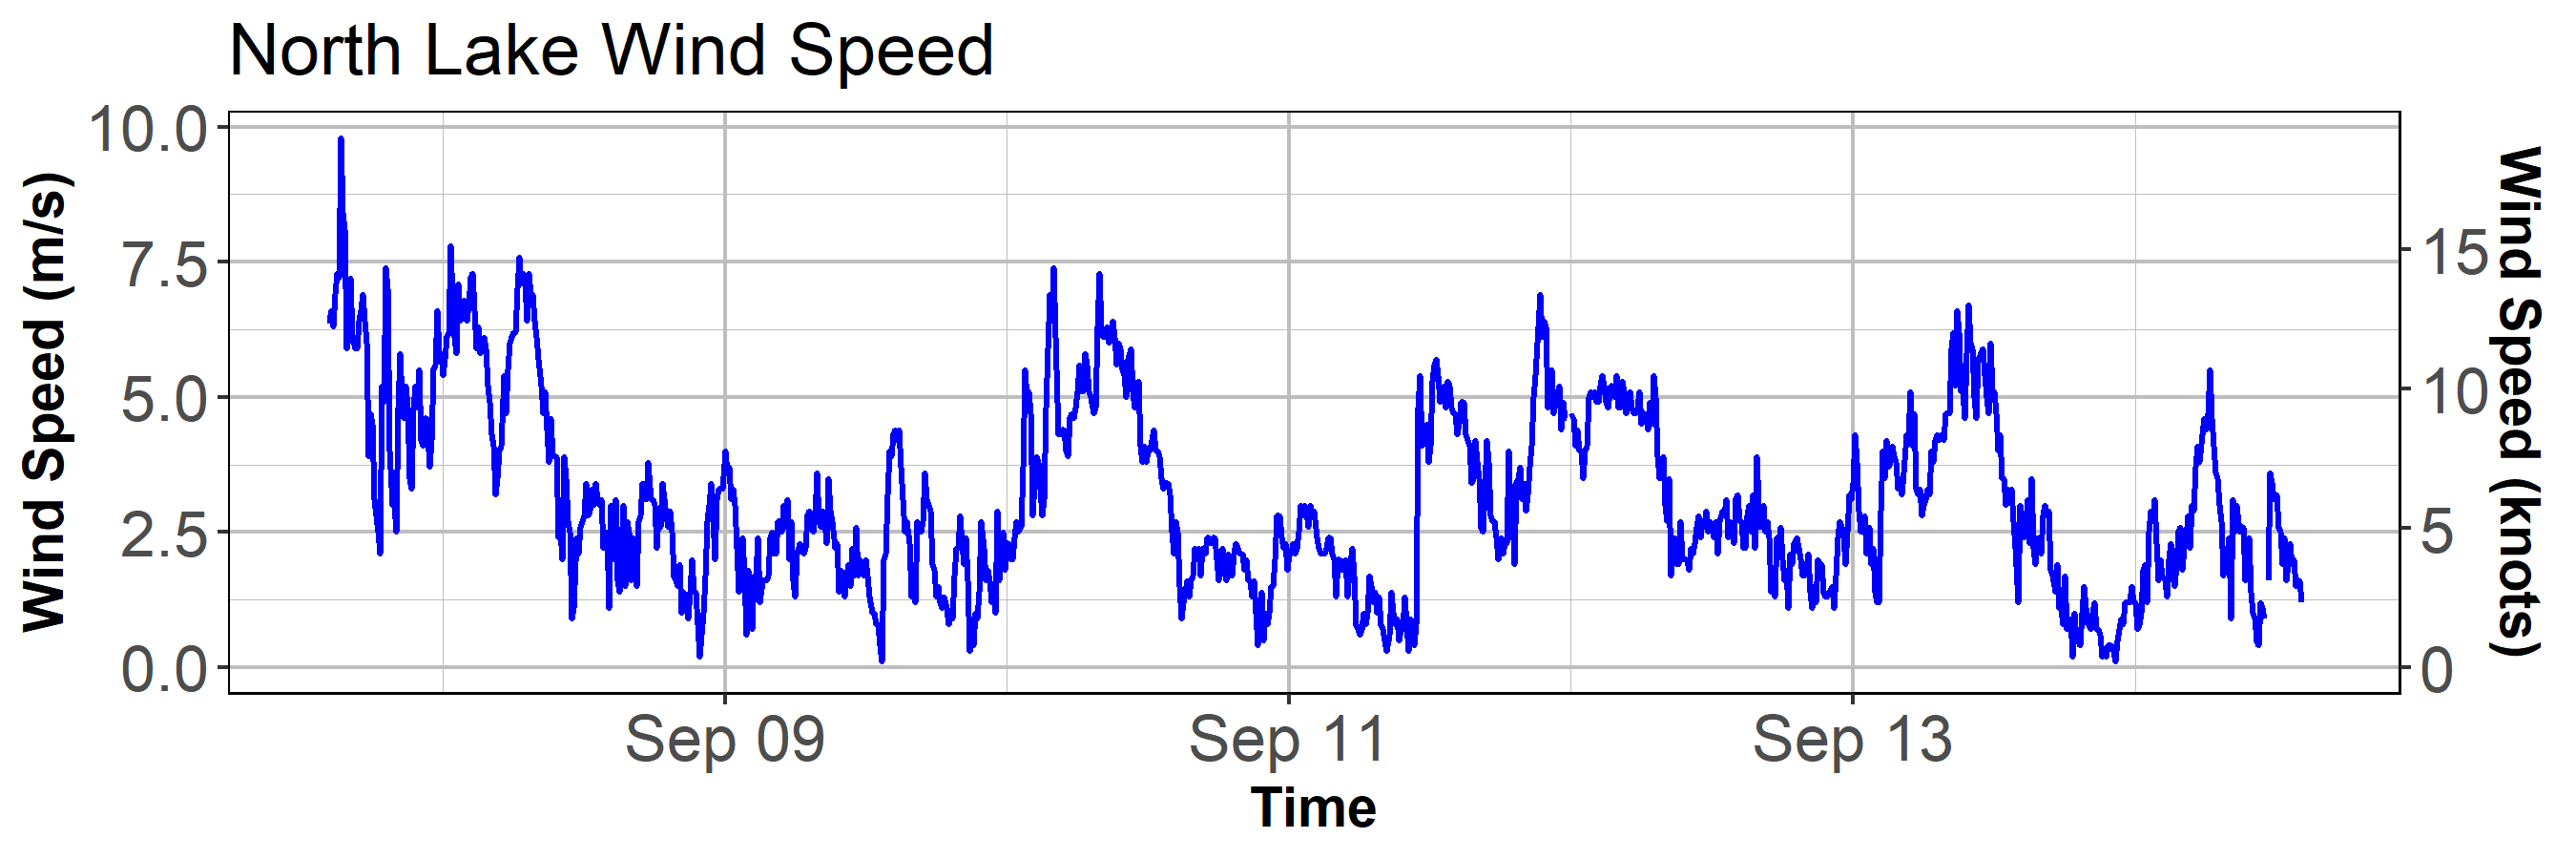 North Lake Wind Speed
Wind Speed (m/s)
10.0
7.5
5.0
2.5
0.0
15
10
5
0
Wind Speed (knots)
Sep 09
Sep 11
Sep 13
Time